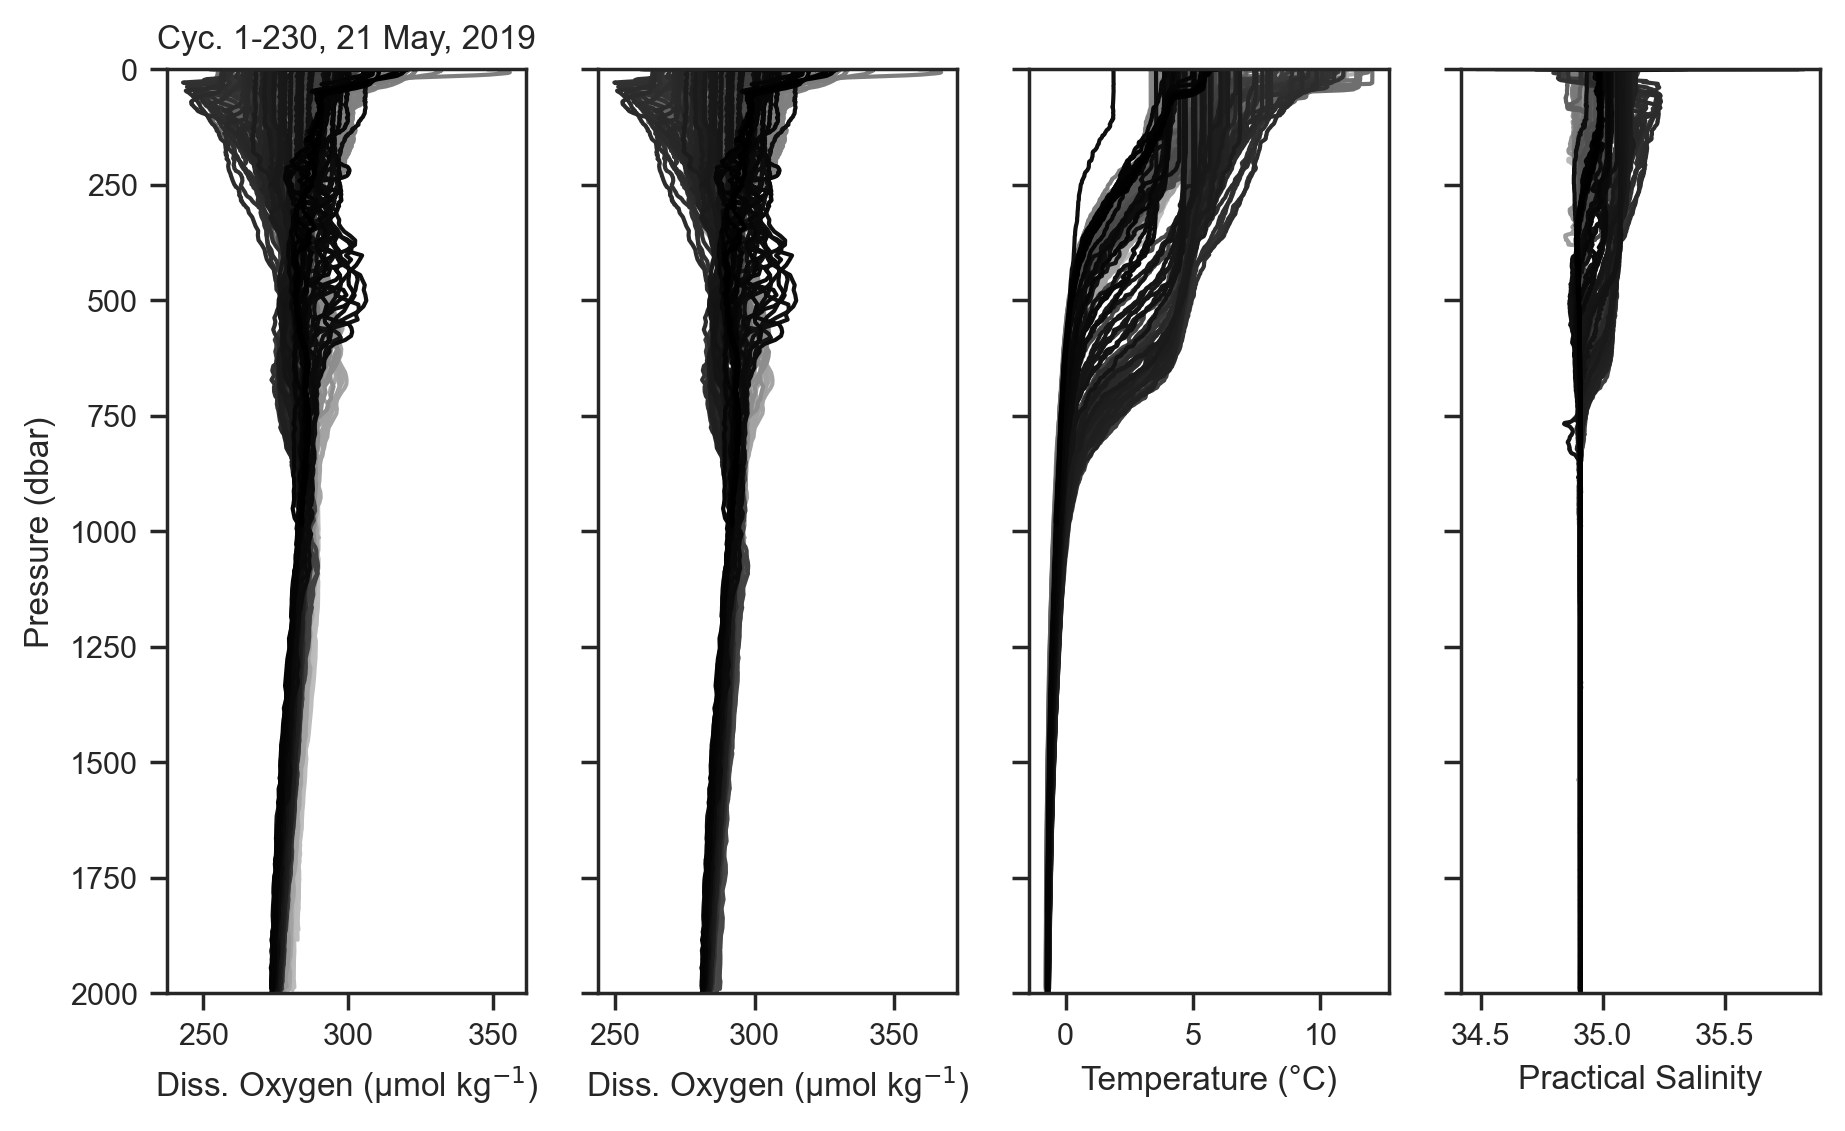 Cyc. 1-230, 21 May, 2019
Pressure (dbar)
0
250
500
750
1000
1250
1500
1750
2000
250 300 350
250 300 350
0 5 10
34.5 35.0 35.5
Diss. Oxygen (μmol kg⁻¹)
Diss. Oxygen (μmol kg⁻¹)
Temperature (°C)
Practical Salinity